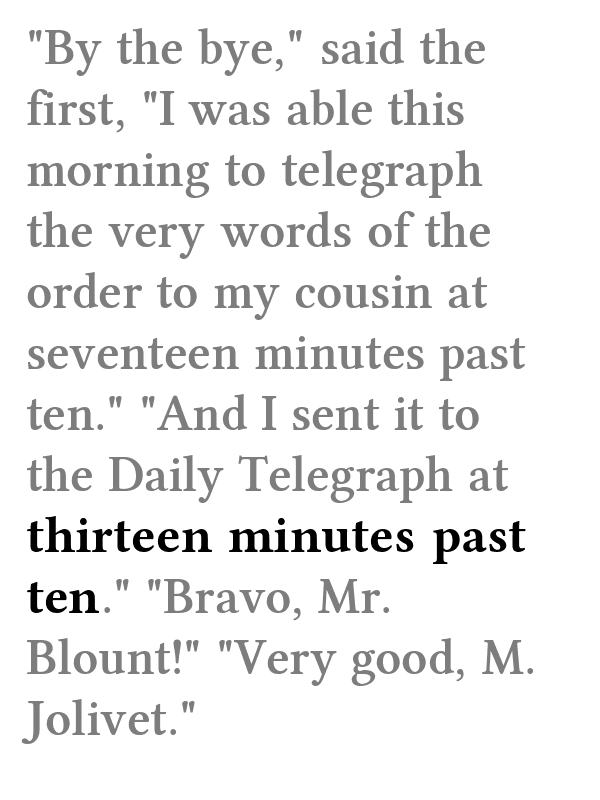 "By the bye," said the
first, "I was able this
morning to telegraph
the very words of the
order to my cousin at
seventeen minutes past
ten." "And I sent it to
the Daily Telegraph at
thirteen minutes past
ten." "Bravo, Mr.
Blount!" "Very good, M.
Jolivet."